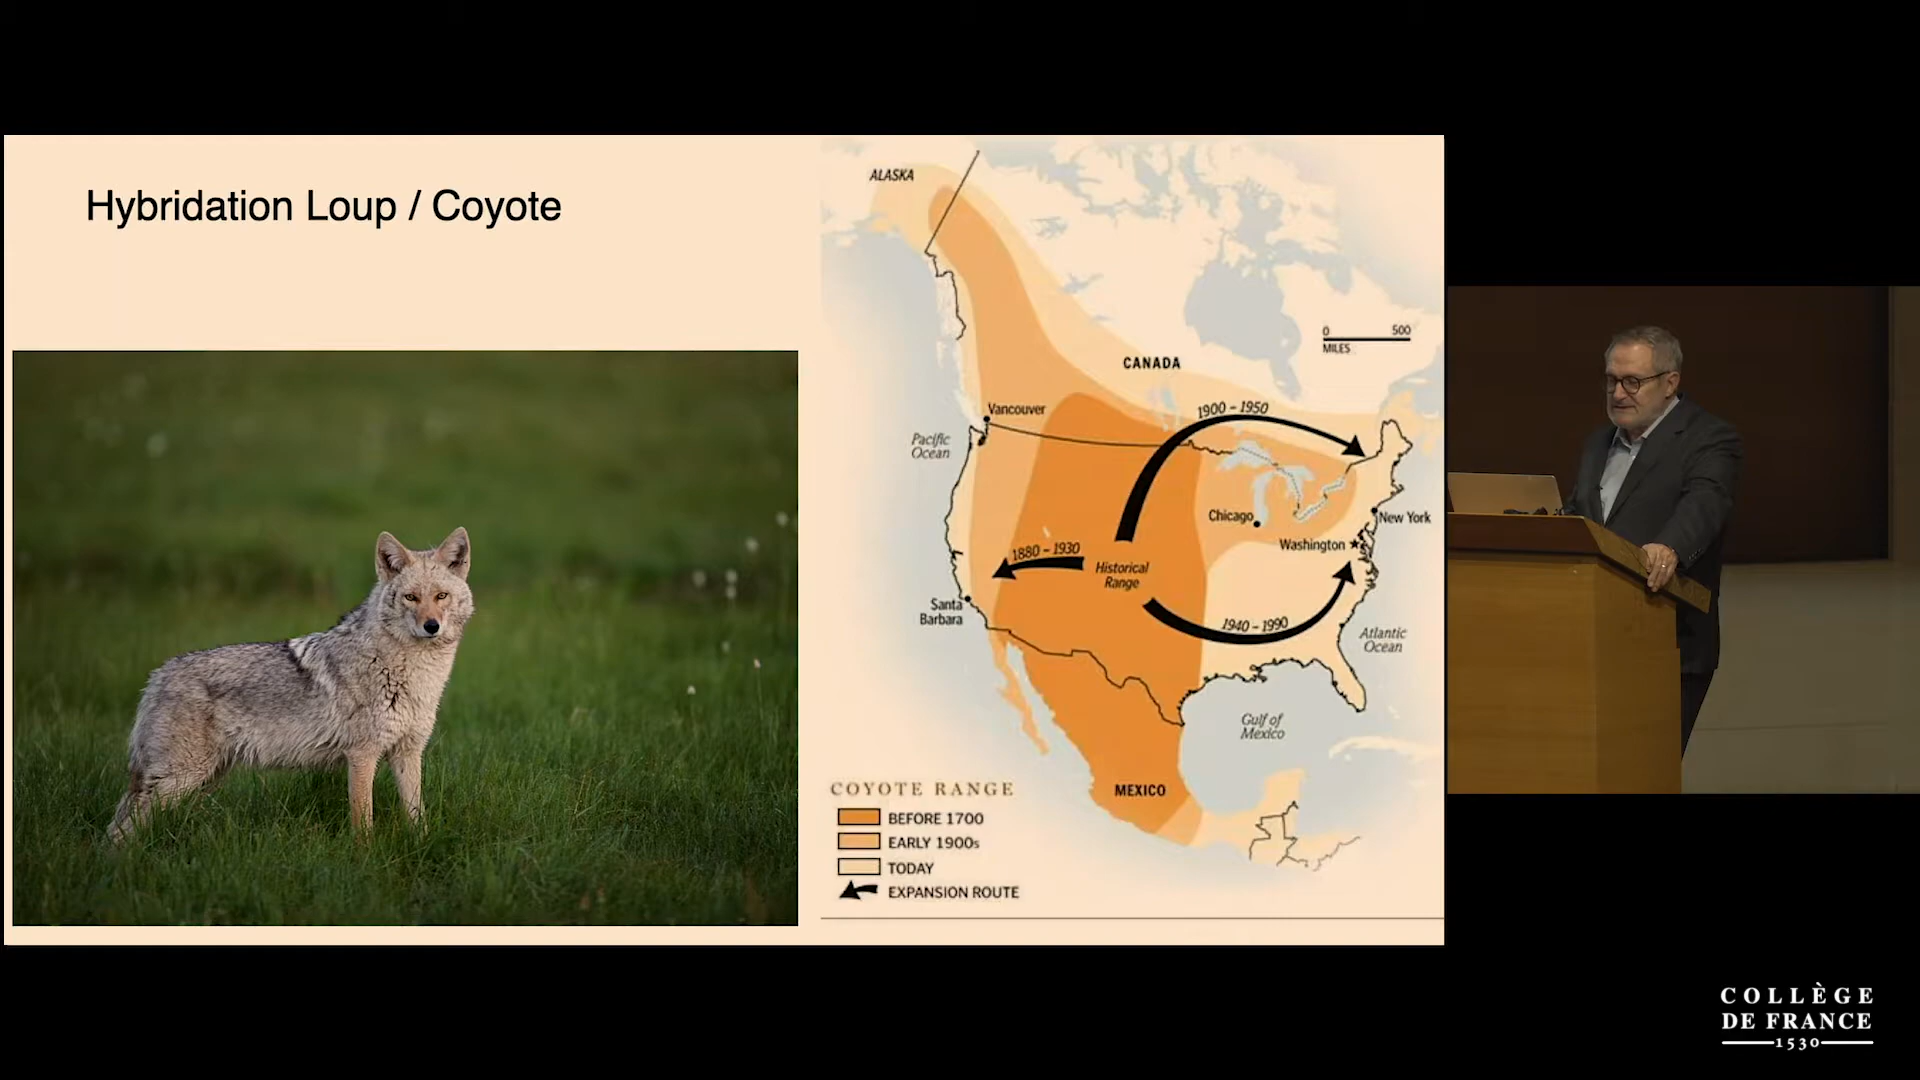 Hybridation Loup / Coyote
ALASKA
0 500
MILES
CANADA
1900 – 1950
Vancouver
Pacific
Ocean
Chicago
New York
Washington
1880 – 1930
Historical
Range
Santa
Barbara
1940 – 1990
Atlantic
Ocean
Gulf of
Mexico
MEXICO
COYOTE RANGE
BEFORE 1700
EARLY 1900s
TODAY
EXPANSION ROUTE
COLLÈGE
DE FRANCE
1530